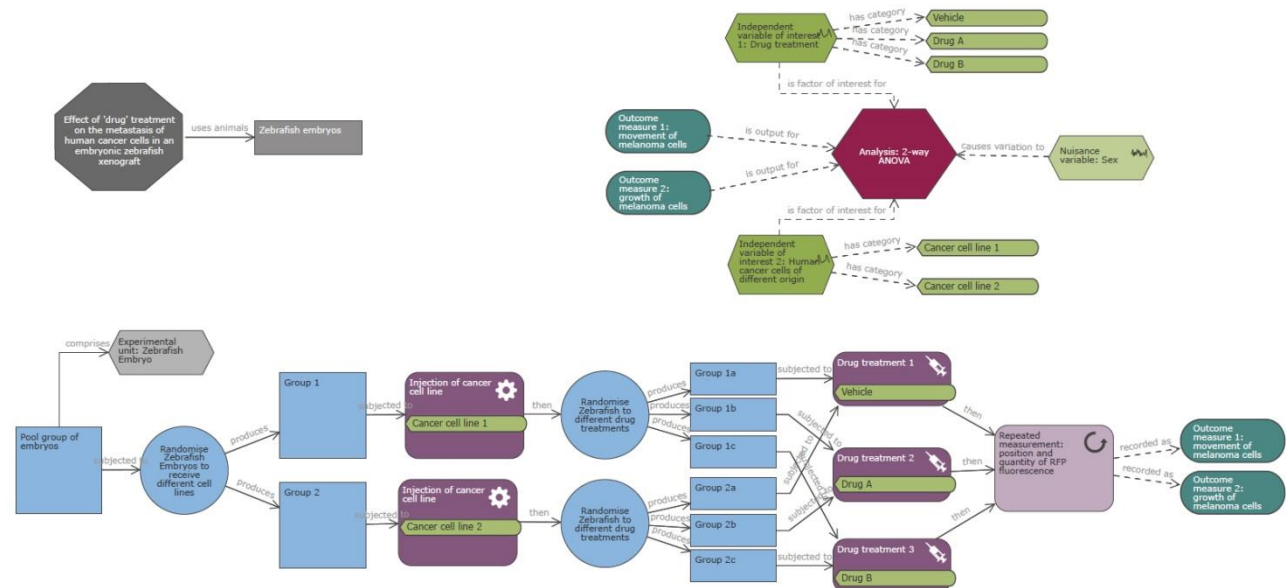 Effect of 'drug' treatment
on the metastasis of
human cancer cells in an
embryonic zebrafish
xenograft
uses animals
Zebrafish embryos
Independent
variable of interest
1: Drug treatment
has category
has category
has category
Vehicle
Drug A
Drug B
is factor of interest for
Outcome
measure 1:
movement of
melanoma cells
is output for
Outcome
measure 2:
growth of
melanoma cells
is output for
Analysis: 2-way
ANOVA
causes variation to
Nuisance
variable: Sex
is factor of interest for
Independent
variable of
interest 2: Human
cancer cells of
different origin
has category
has category
Cancer cell line 1
Cancer cell line 2
comprises
Experimental
unit: Zebrafish
Embryo
Pool group of
embryos
subjected to
Randomise
Zebrafish
Embryos to
receive different
cell lines
produces
produces
Group 1
subjected to
Injection of cancer
cell line
Cancer cell line 1
then
Randomise
Zebrafish to
different drug
treatments
produces
produces
produces
Group 1a
Group 1b
Group 1c
Group 2
subjected to
Injection of cancer
cell line
Cancer cell line 2
then
Randomise
Zebrafish to
different drug
treatments
produces
produces
produces
Group 2a
Group 2b
Group 2c
subjected to
subjected to
subjected to
subjected to
subjected to
subjected to
Drug treatment 1
Vehicle
then
Drug treatment 2
Drug A
then
Drug treatment 3
Drug B
then
Repeated
measurement:
position and
quantity of RFP
fluorescence
recorded as
recorded as
Outcome
measure 1:
movement of
melanoma cells
Outcome
measure 2:
growth of
melanoma cells